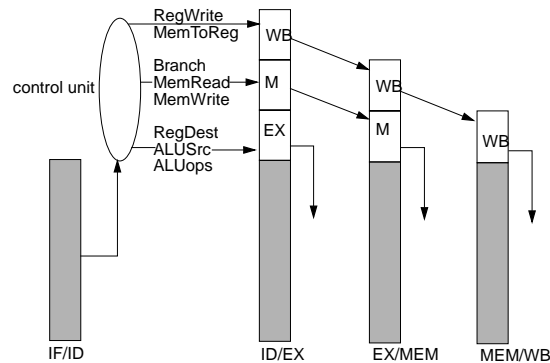 RegWrite
MemToReg
WB
Branch
MemRead
MemWrite
control unit
M
WB
RegDest
ALUSrc
ALUops
EX
M
WB
IF/ID
ID/EX
EX/MEM
MEM/WB